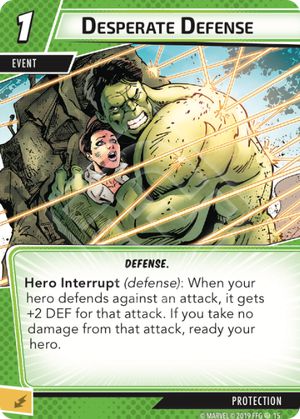 1
DESPERATE DEFENSE
EVENT
DEFENSE.
Hero Interrupt (defense): When your
hero defends against an attack, it gets
+2 DEF for that attack. If you take no
damage from that attack, ready your
hero.
PROTECTION
© MARVEL © 2019 FFG 15